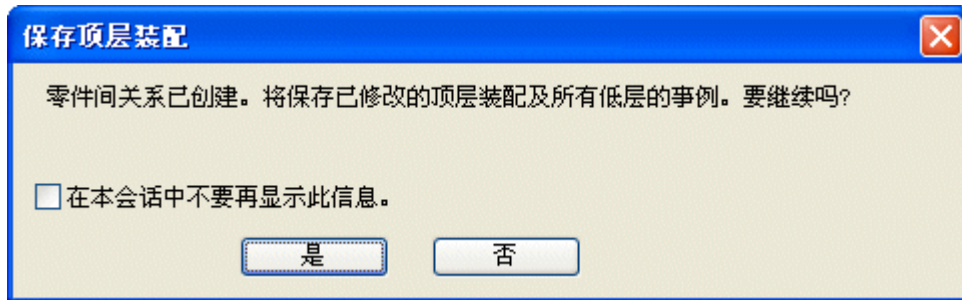 保存顶层装配
零件间关系已创建。将保存已修改的顶层装配及所有低层的事例。要继续吗?
在本会话中不要再显示此信息。
是
否